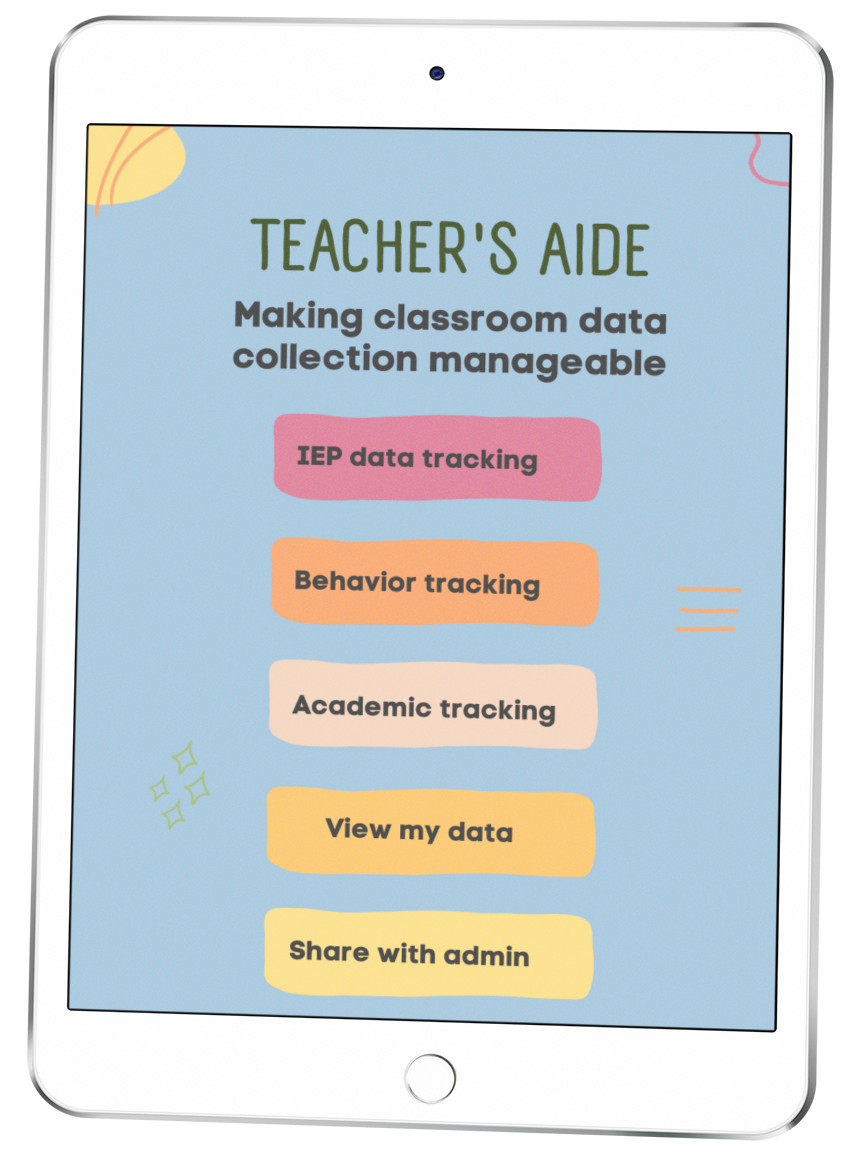 TEACHER'S AIDE
Making classroom data
collection manageable
IEP data tracking
Behavior tracking
Academic tracking
View my data
Share with admin